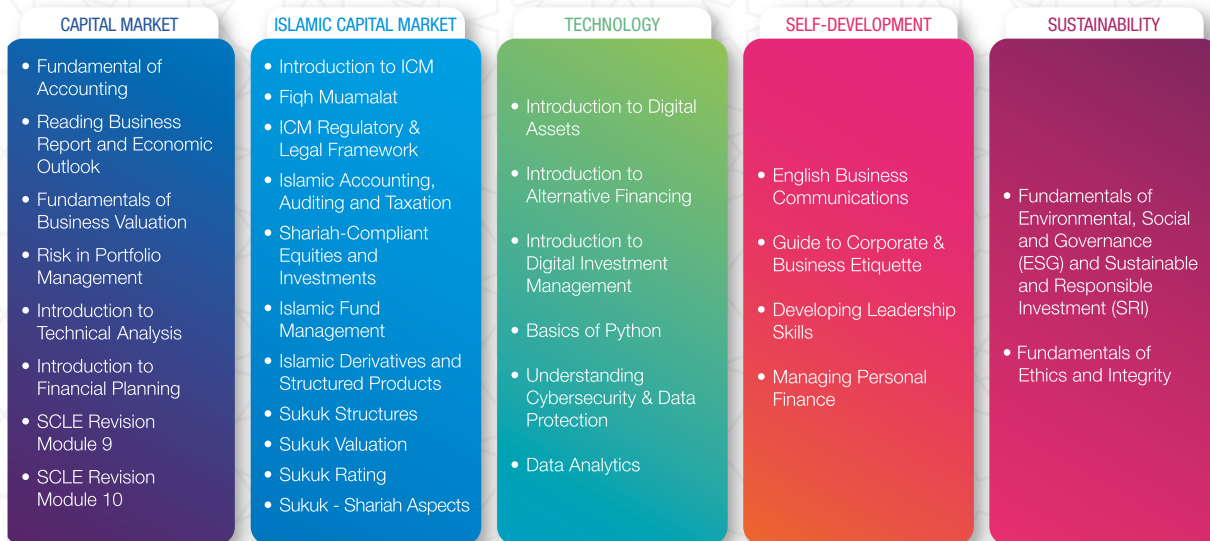 CAPITAL MARKET
• Fundamental of
Accounting
• Reading Business
Report and Economic
Outlook
• Fundamentals of
Business Valuation
• Risk in Portfolio
Management
• Introduction to
Technical Analysis
• Introduction to
Financial Planning
• SCLE Revision
Module 9
• SCLE Revision
Module 10
ISLAMIC CAPITAL MARKET
• Introduction to ICM
• Fiqh Muamalat
• ICM Regulatory &
Legal Framework
• Islamic Accounting,
Auditing and Taxation
• Shariah-Compliant
Equities and
Investments
• Islamic Fund
Management
• Islamic Derivatives and
Structured Products
• Sukuk Structures
• Sukuk Valuation
• Sukuk Rating
• Sukuk - Shariah Aspects
TECHNOLOGY
• Introduction to Digital
Assets
• Introduction to
Alternative Financing
• Introduction to
Digital Investment
Management
• Basics of Python
• Understanding
Cybersecurity & Data
Protection
• Data Analytics
SELF-DEVELOPMENT
• English Business
Communications
• Guide to Corporate &
Business Etiquette
• Developing Leadership
Skills
• Managing Personal
Finance
SUSTAINABILITY
• Fundamentals of
Environmental, Social
and Governance
(ESG) and Sustainable
and Responsible
Investment (SRI)
• Fundamentals of
Ethics and Integrity